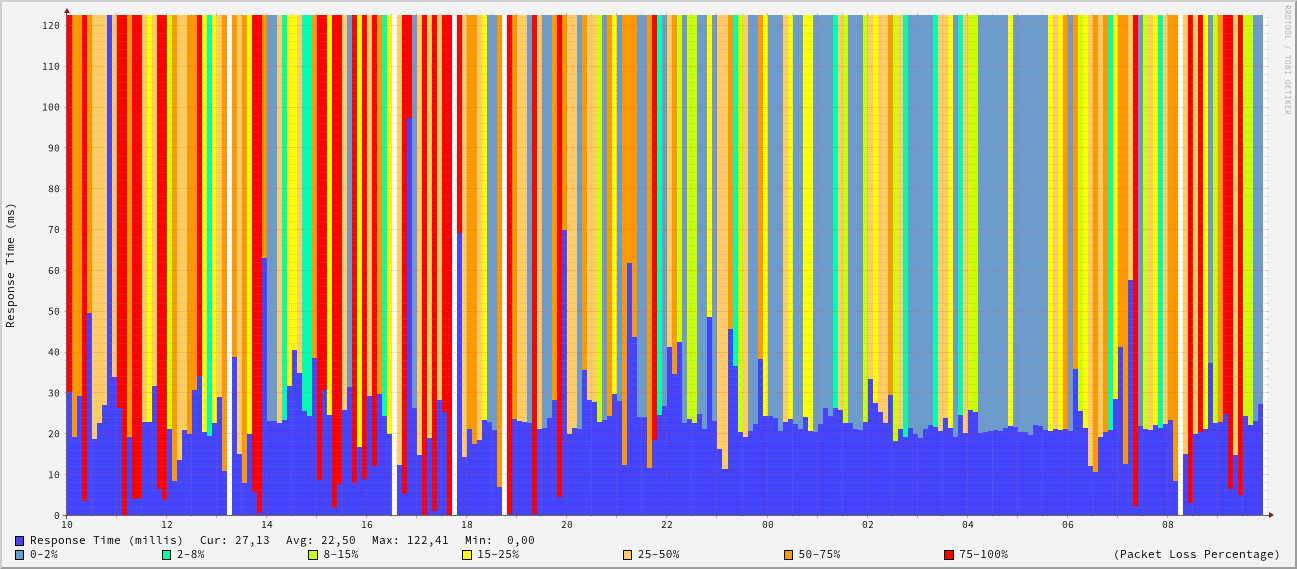 RRDTOOL / TOBI OETIKER
Response Time (ms)
120
110
100
90
80
70
60
50
40
30
20
10
0
10 12 14 16 18 20 22 00 02 04 06 08
Response Time (millis) Cur: 27,13 Avg: 22,50 Max: 122,41 Min: 0,00
0-2% 2-8% 8-15% 15-25% 25-50% 50-75% 75-100% (Packet Loss Percentage)